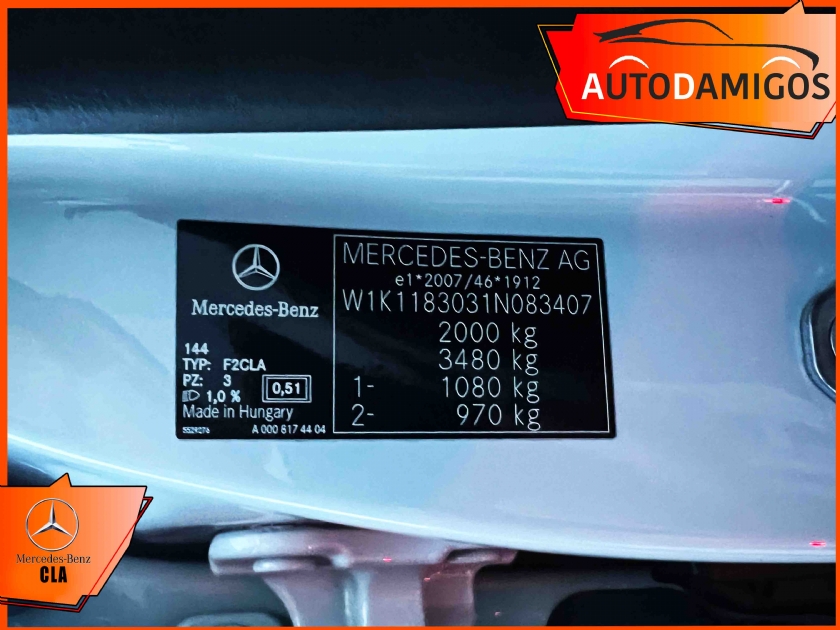 AUTODAMIGOS
Mercedes-Benz
144
TYP: F2CLA
PZ: 3
1,0 %
0,51
Made in Hungary
5529276
A 000 817 44 04
MERCEDES-BENZ AG
e1*2007/46*1912
W1K1183031N083407
2000 kg
3480 kg
1- 1080 kg
2- 970 kg
Mercedes-Benz
CLA